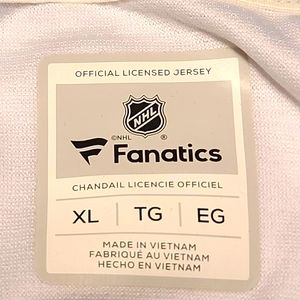 OFFICIAL LICENSED JERSEY
NHL
©NHL ®
Fanatics
CHANDAIL LICENCIE OFFICIEL
XL | TG | EG
MADE IN VIETNAM
FABRIQUÉ AU VIETNAM
HECHO EN VIETNAM